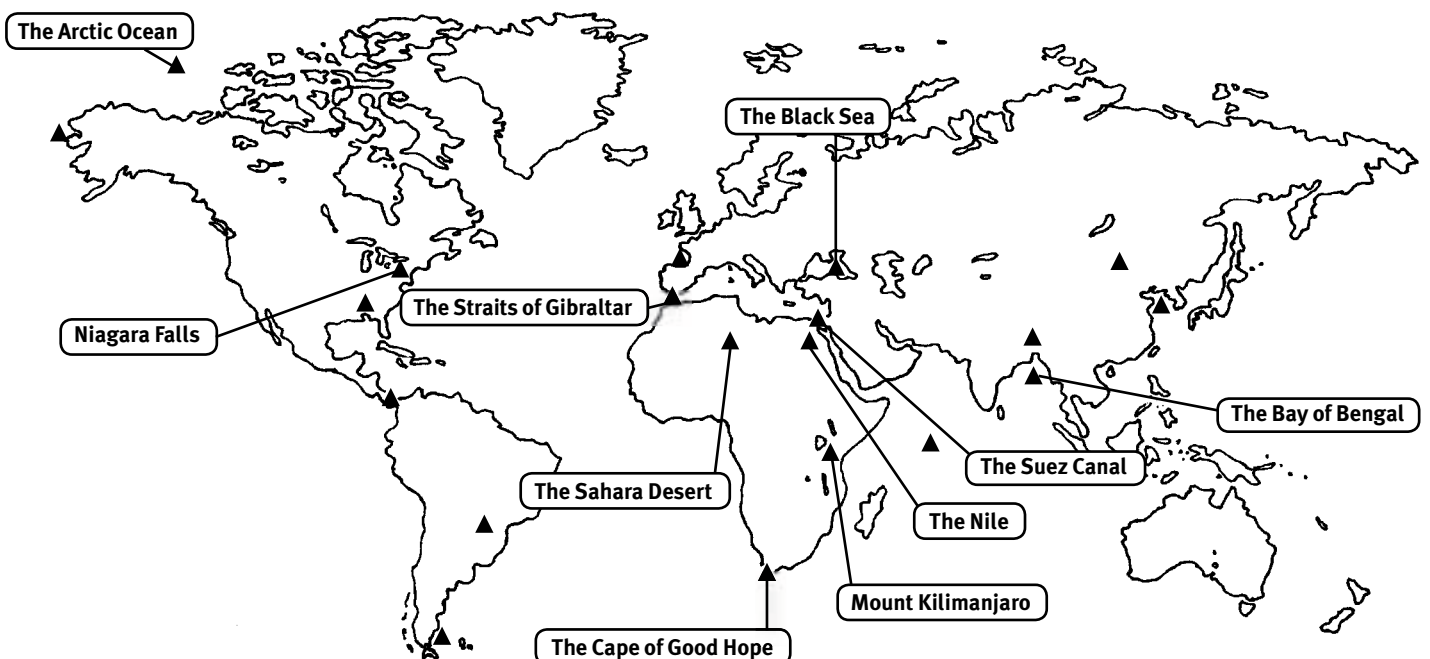 The Arctic Ocean
The Black Sea
The Straits of Gibraltar
Niagara Falls
The Bay of Bengal
The Suez Canal
The Sahara Desert
The Nile
Mount Kilimanjaro
The Cape of Good Hope